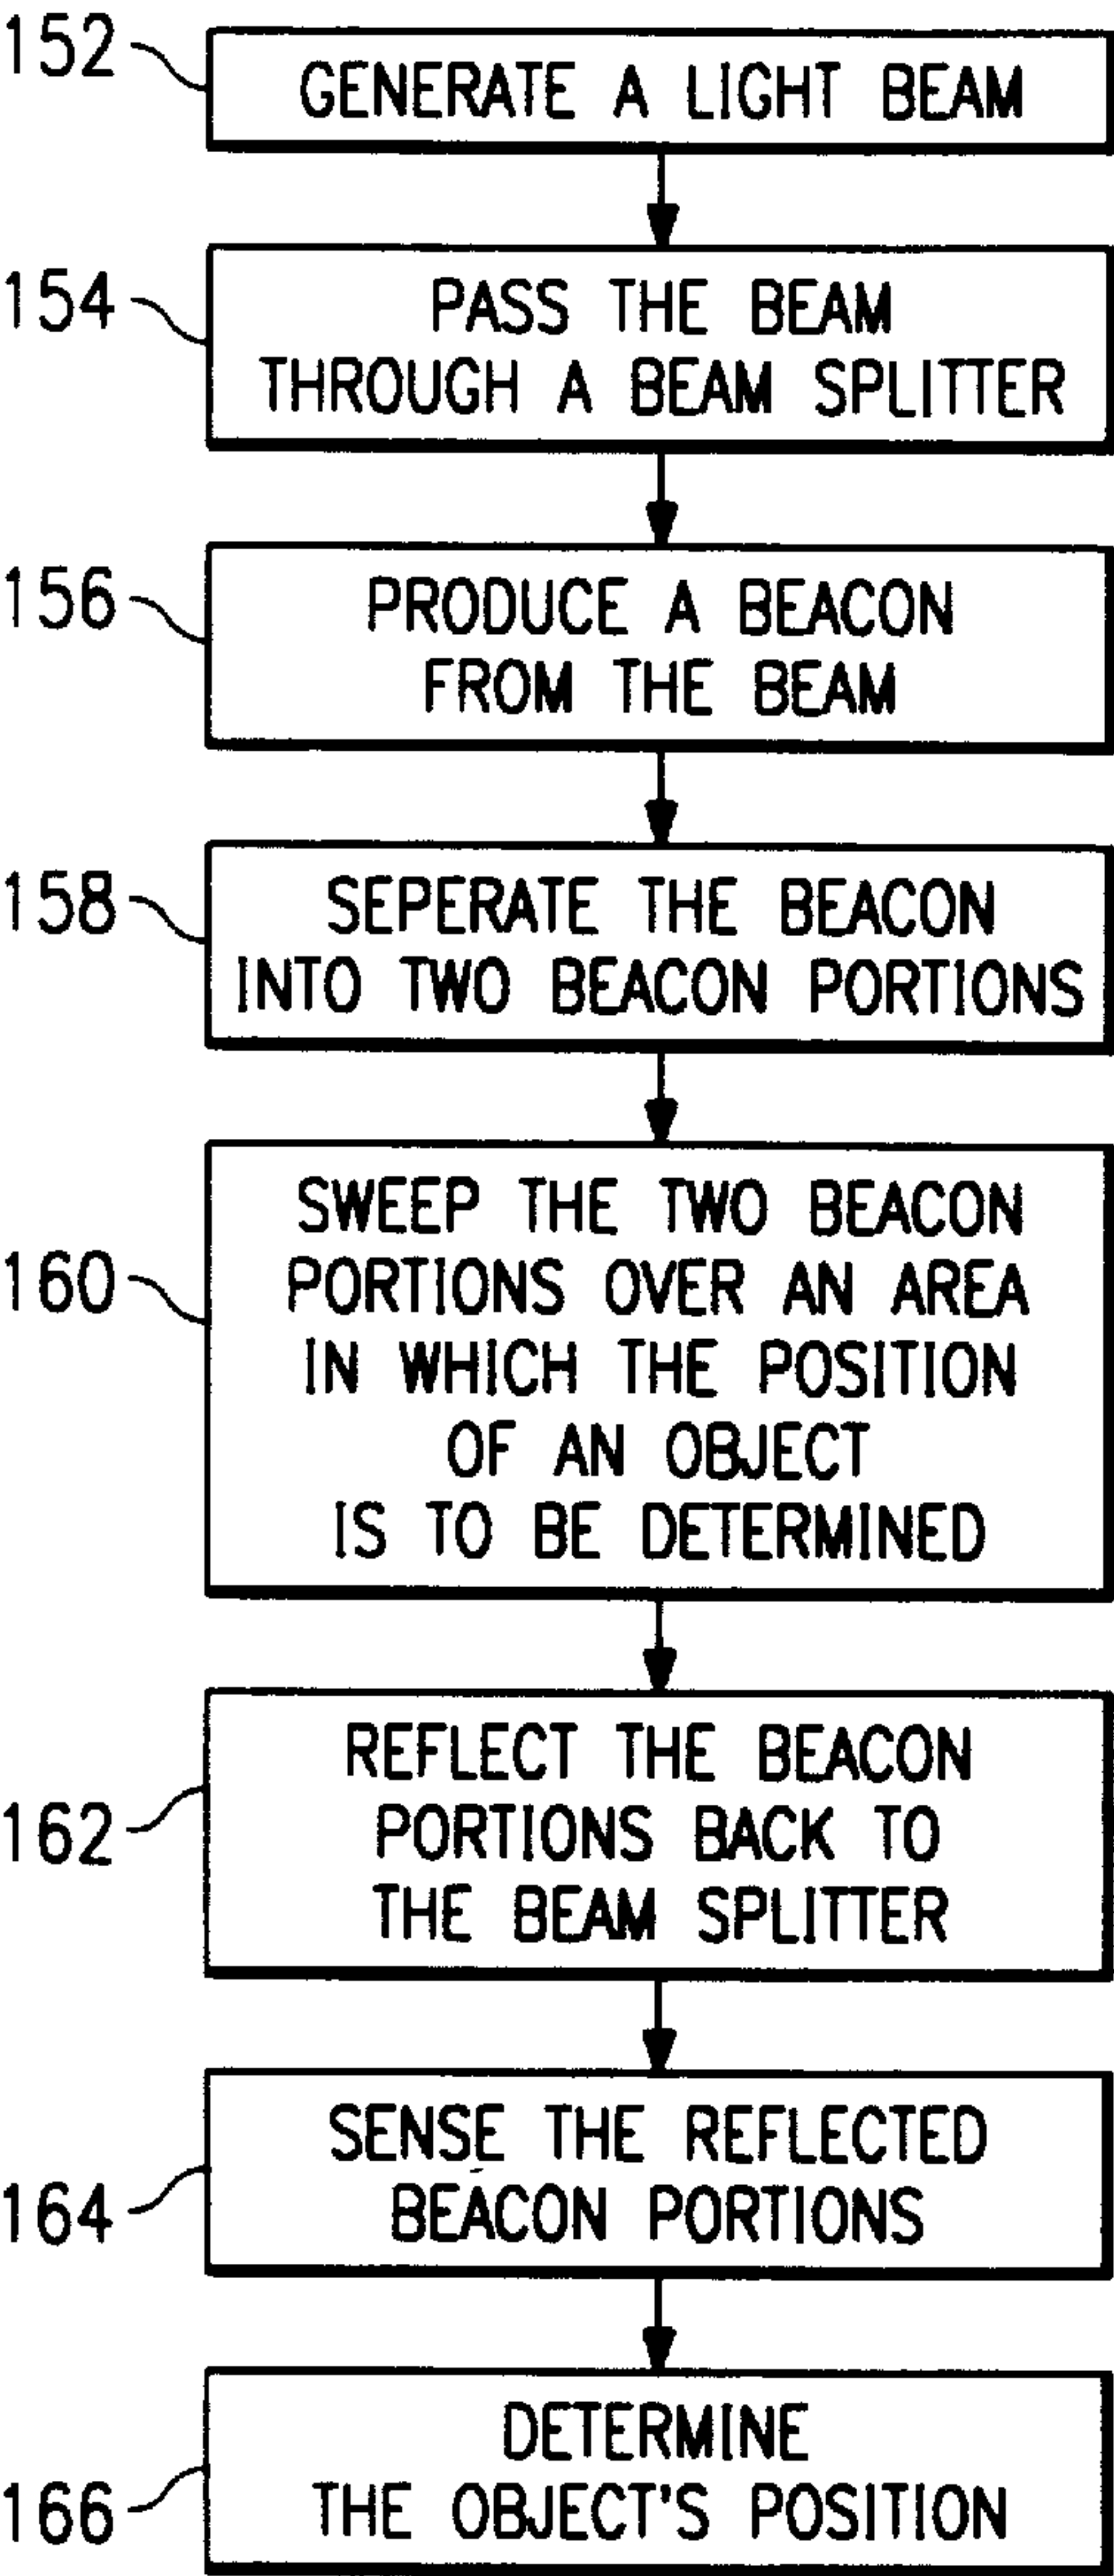 152
GENERATE A LIGHT BEAM
154
PASS THE BEAM
THROUGH A BEAM SPLITTER
156
PRODUCE A BEACON
FROM THE BEAM
158
SEPERATE THE BEACON
INTO TWO BEACON PORTIONS
160
SWEEP THE TWO BEACON
PORTIONS OVER AN AREA
IN WHICH THE POSITION
OF AN OBJECT
IS TO BE DETERMINED
162
REFLECT THE BEACON
PORTIONS BACK TO
THE BEAM SPLITTER
164
SENSE THE REFLECTED
BEACON PORTIONS
166
DETERMINE
THE OBJECT'S POSITION